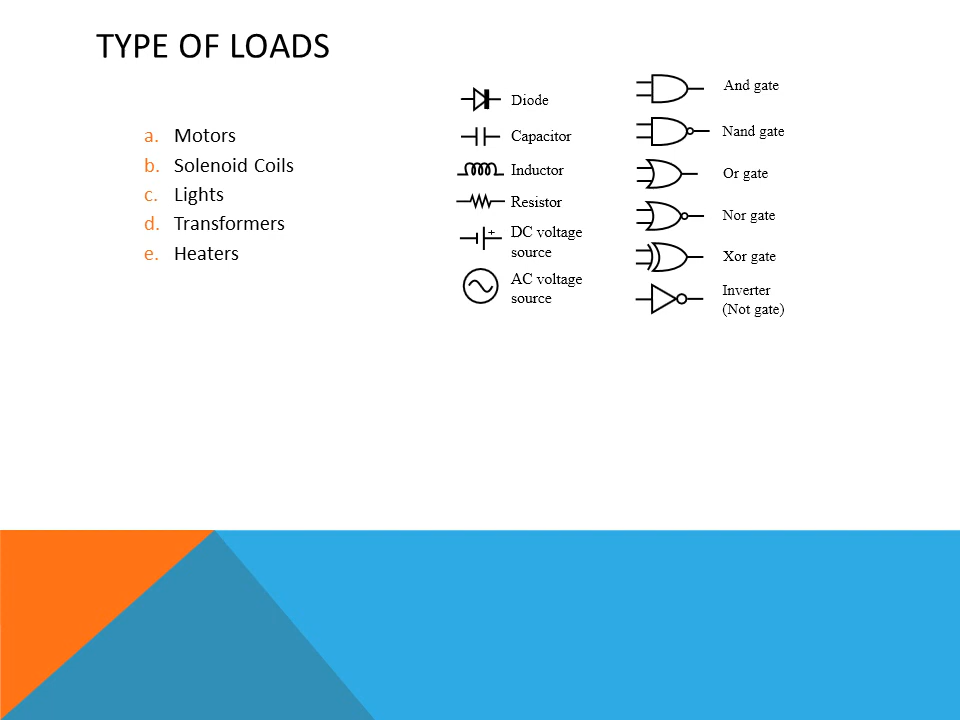 TYPE OF LOADS
a. Motors
b. Solenoid Coils
c. Lights
d. Transformers
e. Heaters
Diode
Capacitor
Inductor
Resistor
+
DC voltage
source
AC voltage
source
And gate
Nand gate
Or gate
Nor gate
Xor gate
Inverter
(Not gate)